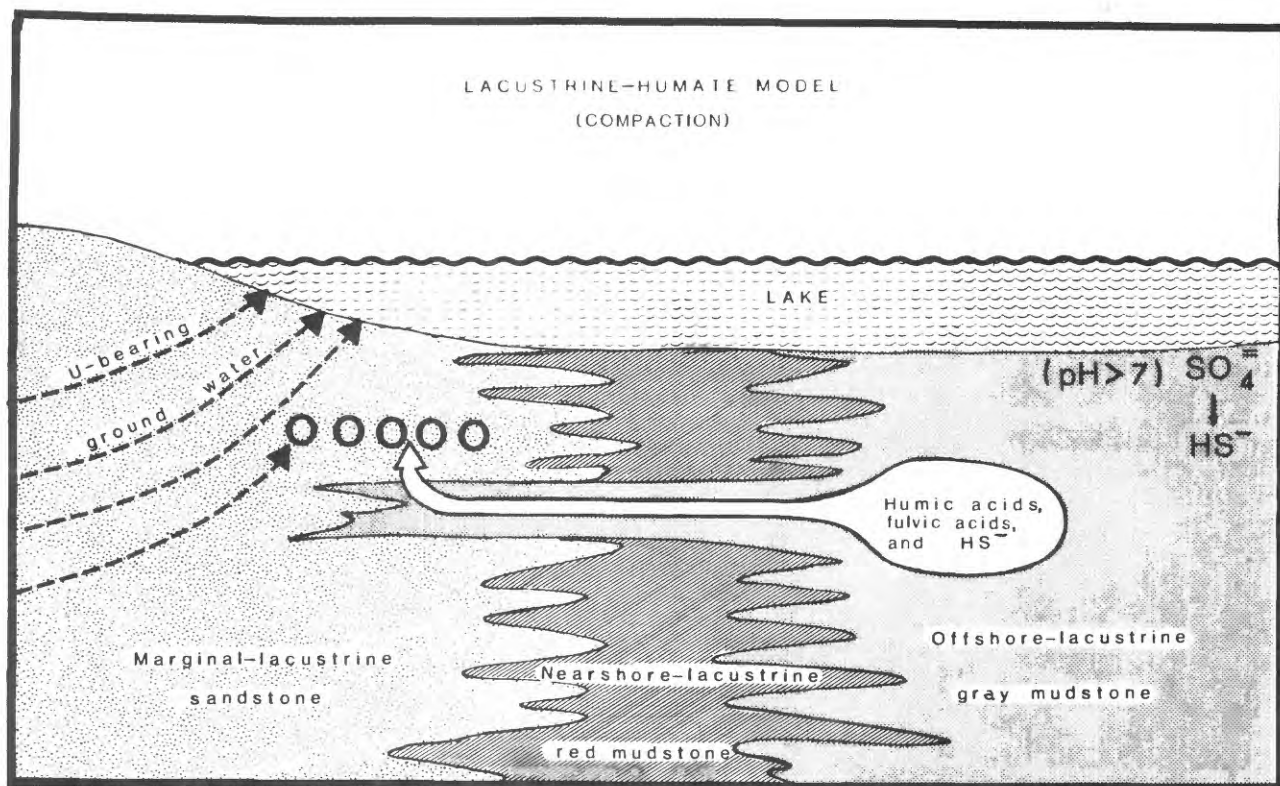 LACUSTRINE-HUMATE MODEL
(COMPACTION)
LAKE
U-bearing
ground water
(pH>7) SO₄⁼
HS⁻
OOOOO
Humic acids,
fulvic acids,
and HS⁻
Marginal-lacustrine
sandstone
Nearshore-lacustrine
red mudstone
Offshore-lacustrine
gray mudstone